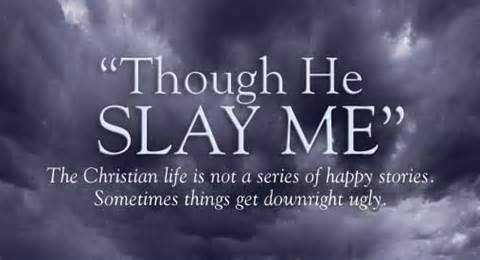 “Though He
SLAY ME”
The Christian life is not a series of happy stories.
Sometimes things get downright ugly.